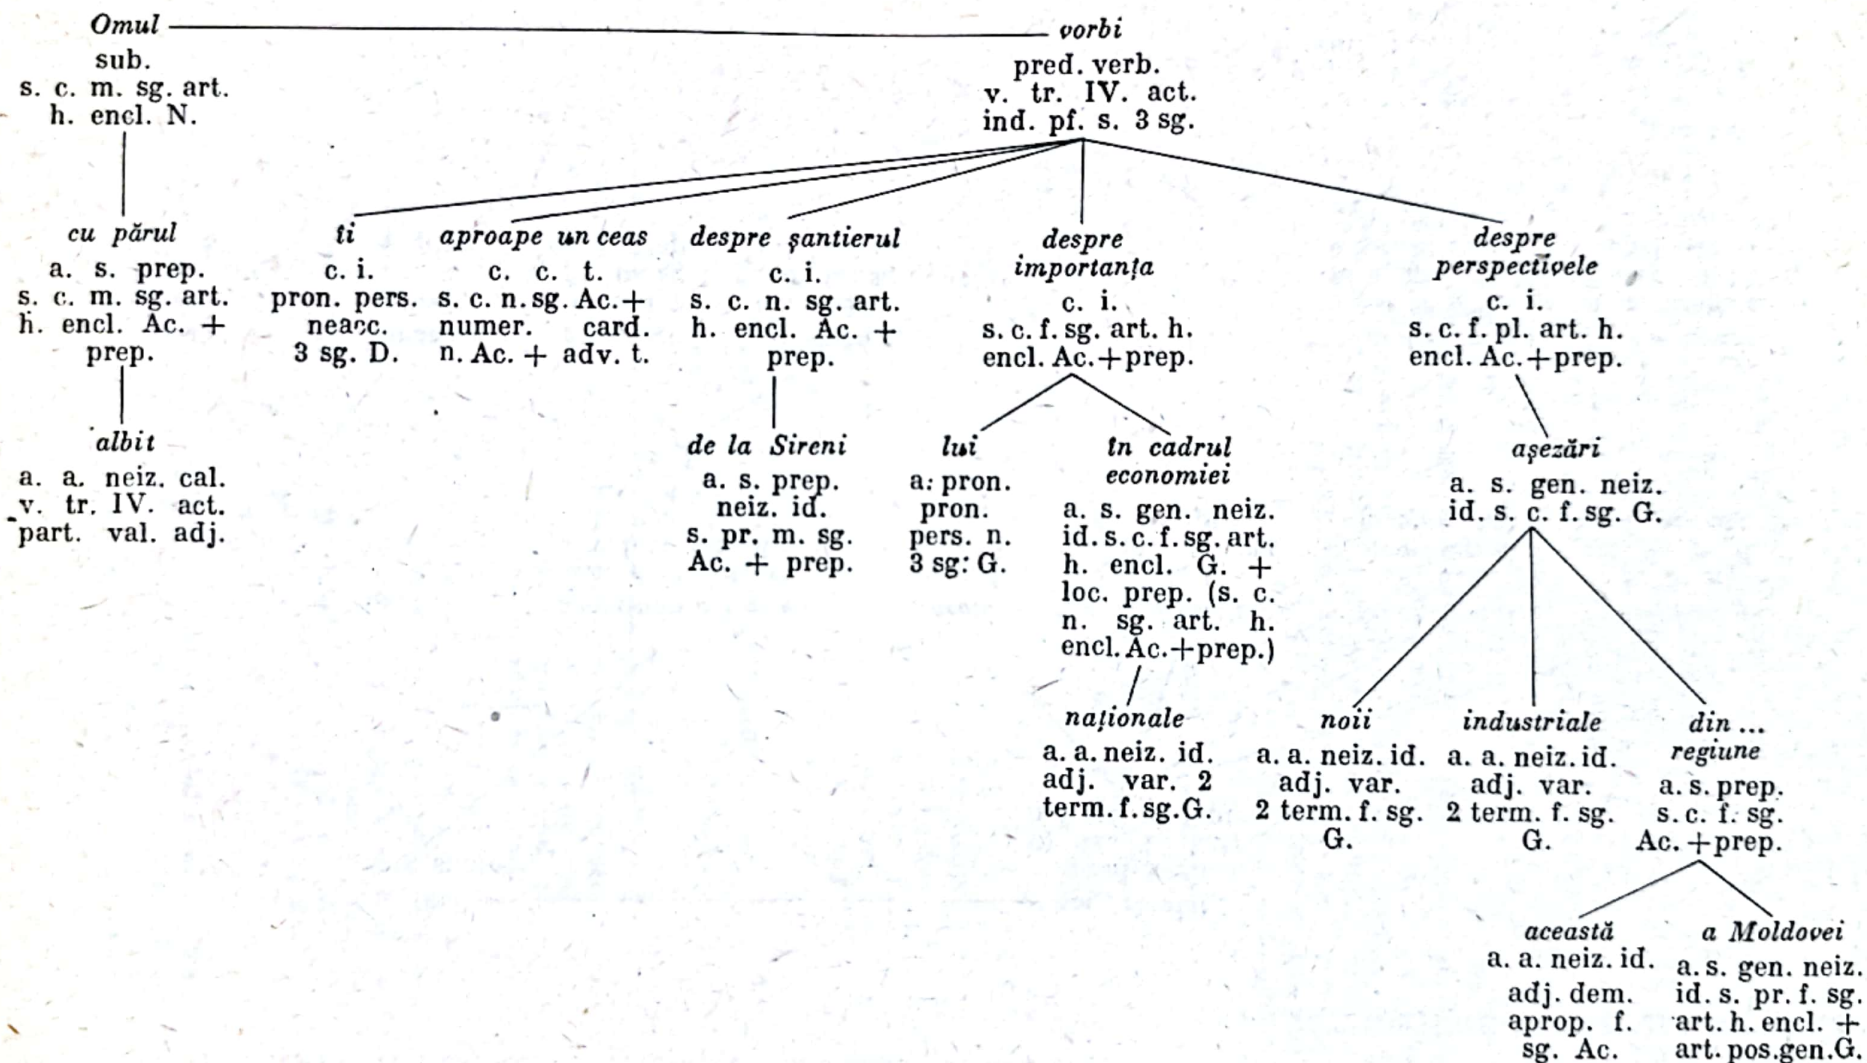 Omul
vorbi
sub.
s. c. m. sg. art.
h. encl. N.
pred. verb.
v. tr. IV. act.
ind. pf. s. 3 sg.
cu părul
a. s. prep.
s. c. m. sg. art.
h. encl. Ac. +
prep.
îi
c. i.
pron. pers.
neacc.
3 sg. D.
aproape un ceas
c. c. t.
s. c. n. sg. Ac. +
numer. card.
n. Ac. + adv. t.
despre șantierul
c. i.
s. c. n. sg. art.
h. encl. Ac. +
prep.
despre
importanța
c. i.
s. c. f. sg. art. h.
encl. Ac. + prep.
despre
perspectivele
c. i.
s. c. f. pl. art. h.
encl. Ac. + prep.
albit
a. a. neiz. cal.
v. tr. IV. act.
part. val. adj.
de la Sireni
a. s. prep.
neiz. id.
s. pr. m. sg.
Ac. + prep.
lui
a. pron.
pron.
pers. n.
3 sg. G.
în cadrul
economiei
a. s. gen. neiz.
id. s. c. f. sg. art.
h. encl. G. +
loc. prep. (s. c.
n. sg. art. h.
encl. Ac. + prep.)
așezări
a. s. gen. neiz.
id. s. c. f. sg. G.
naționale
a. a. neiz. id.
adj. var. 2
term. f. sg. G.
noii
a. a. neiz. id.
adj. var.
2 term. f. sg.
G.
industriale
a. a. neiz. id.
adj. var.
2 term. f. sg.
G.
din ...
regiune
a. s. prep.
s. c. f. sg.
Ac. + prep.
această
a. a. neiz. id.
adj. dem.
aprop. f.
sg. Ac.
a Moldovei
a. s. gen. neiz.
id. s. pr. f. sg.
art. h. encl. +
art. pos. gen. G.